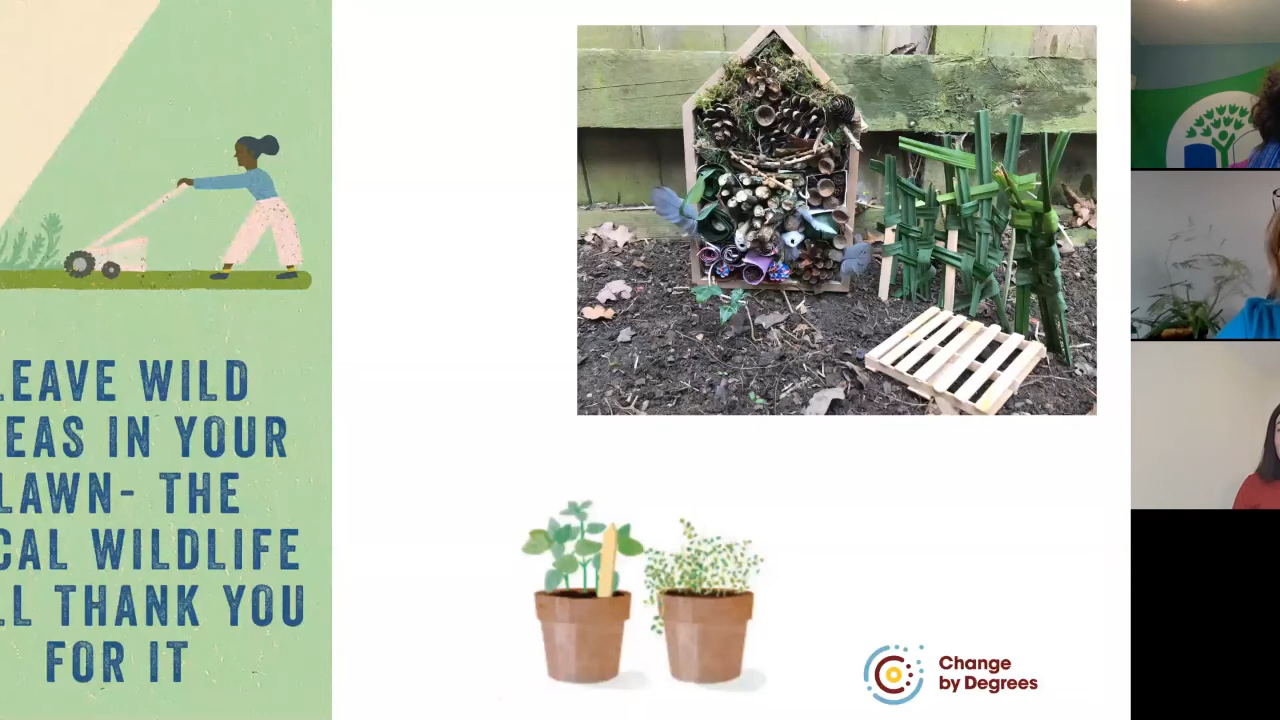 LEAVE WILD
EAS IN YOUR
LAWN- THE
CAL WILDLIFE
LL THANK YOU
FOR IT
Change
by Degrees